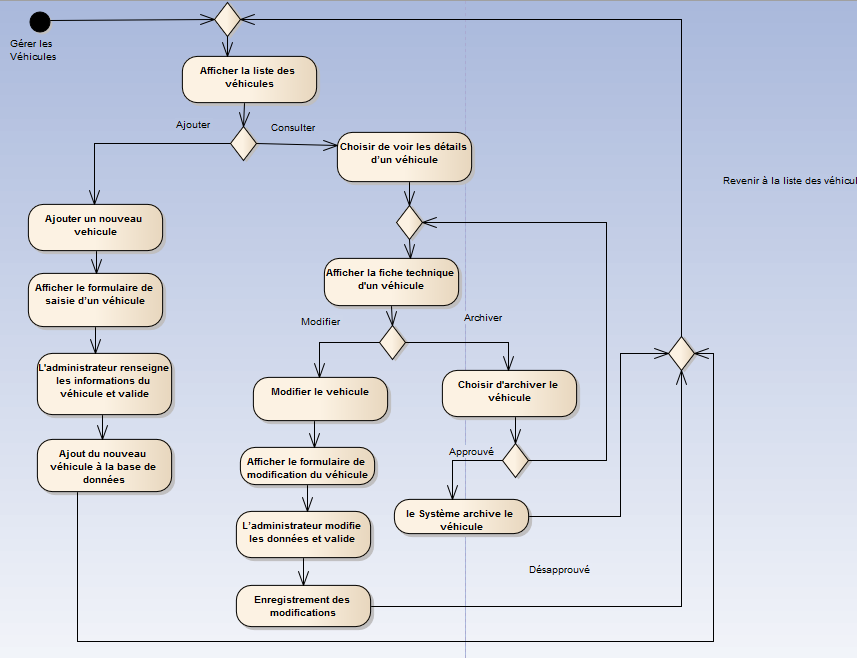 Gérer les
Véhicules
Afficher la liste des
véhicules
Ajouter
Consulter
Choisir de voir les détails
d'un véhicule
Revenir à la liste des véhicul
Ajouter un nouveau
vehicule
Afficher la fiche technique
d'un véhicule
Afficher le formulaire de
saisie d'un véhicule
Modifier
Archiver
L'administrateur renseigne
les informations du
véhicule et valide
Modifier le vehicule
Choisir d'archiver le
véhicule
Ajout du nouveau
véhicule à la base de
données
Approuvé
Afficher le formulaire de
modification du véhicule
le Système archive le
véhicule
L'administrateur modifie
les données et valide
Désapprouvé
Enregistrement des
modifications